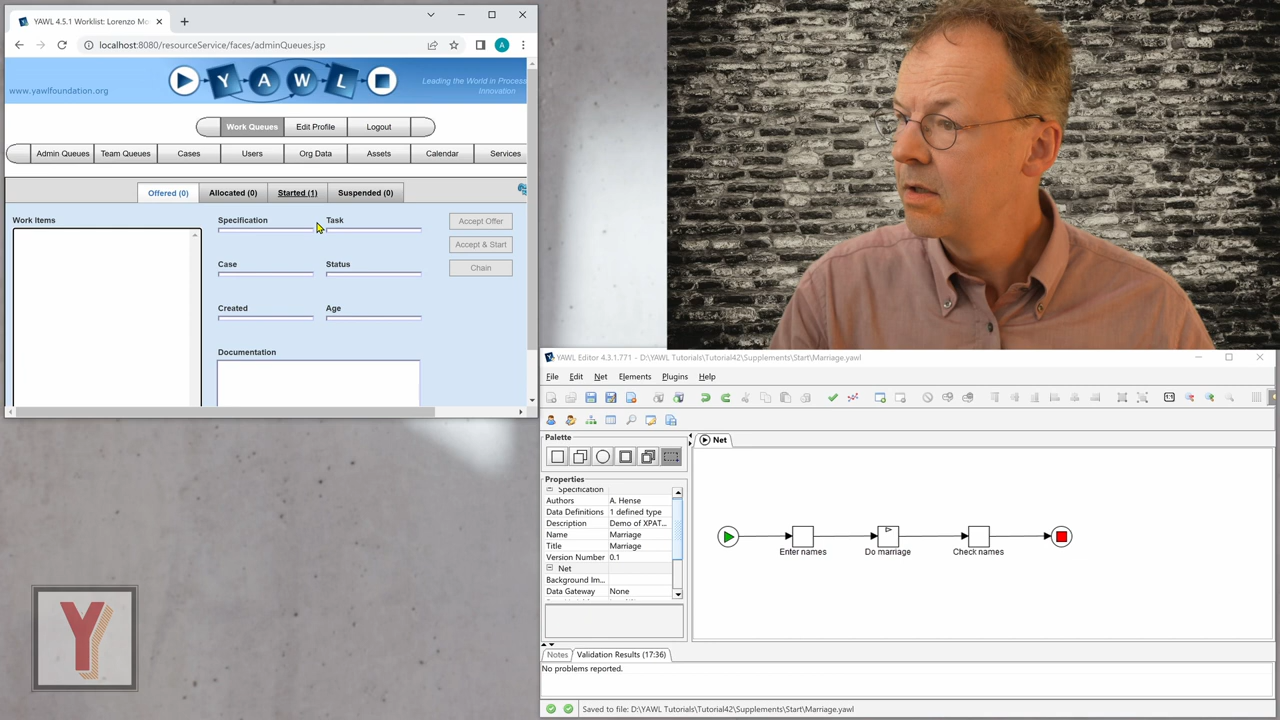 YAWL 4.5.1 Worklist: Lorenzo Mo
localhost:8080/resourceService/faces/adminQueues.jsp
A
www.yawlfoundation.org
YAWL
Leading the World in Process
Innovation
Work Queues
Edit Profile
Logout
Admin Queues
Team Queues
Cases
Users
Org Data
Assets
Calendar
Services
Offered (0)
Allocated (0)
Started (1)
Suspended (0)
Work Items
Specification
Task
Accept Offer
Accept & Start
Case
Status
Chain
Created
Age
Documentation
YAWL Editor 4.3.1.771 - D:\YAWL Tutorials\Tutorial42\Supplements\Start\Marriage.yawl
File
Edit
Net
Elements
Plugins
Help
Palette
Net
Properties
Specification
Authors A. Hense
Data Definitions 1 defined type
Description Demo of XPAT...
Name Marriage
Title Marriage
Version Number 0.1
Net
Background Im...
Data Gateway None
Enter names
Do marriage
Check names
Notes
Validation Results (17:36)
No problems reported.
Saved to file: D:\YAWL Tutorials\Tutorial42\Supplements\Start\Marriage.yawl
Y